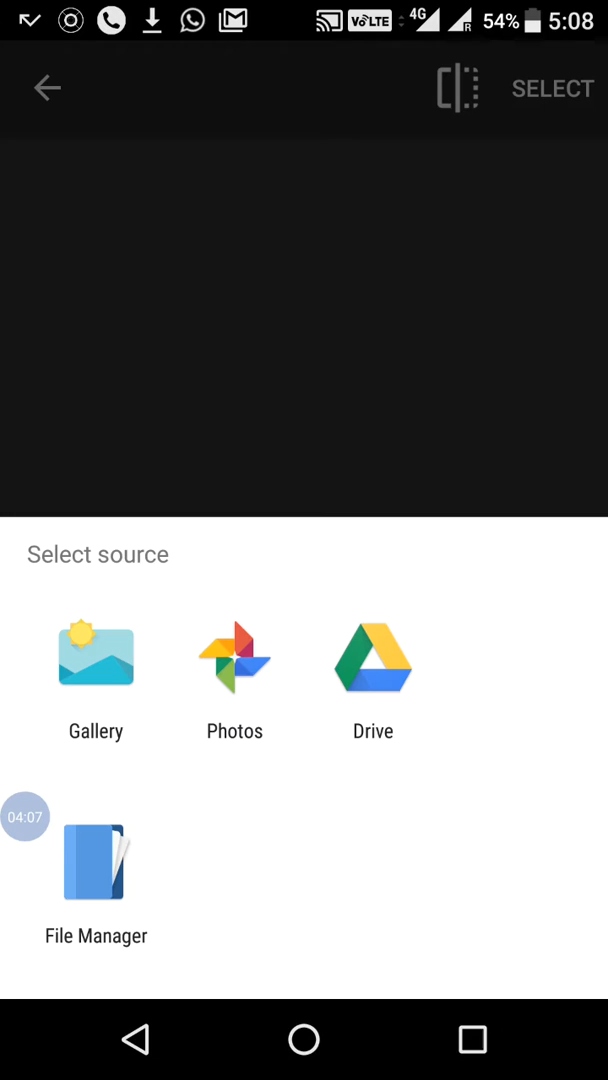 VoLTE 4G R 54% 5:08
SELECT
Select source
Gallery Photos Drive
04:07
File Manager